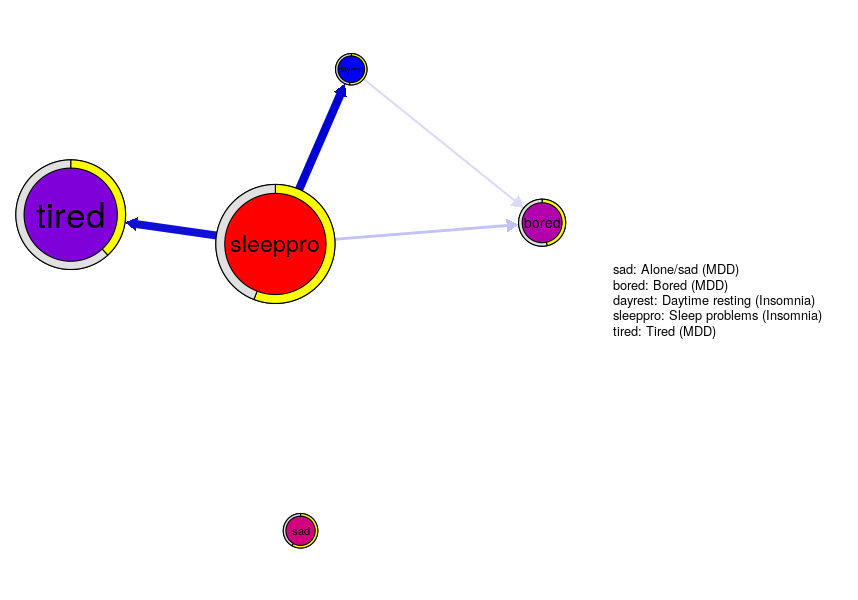 dayrest
tired
sleeppro
bored
sad: Alone/sad (MDD)
bored: Bored (MDD)
dayrest: Daytime resting (Insomnia)
sleeppro: Sleep problems (Insomnia)
tired: Tired (MDD)
sad